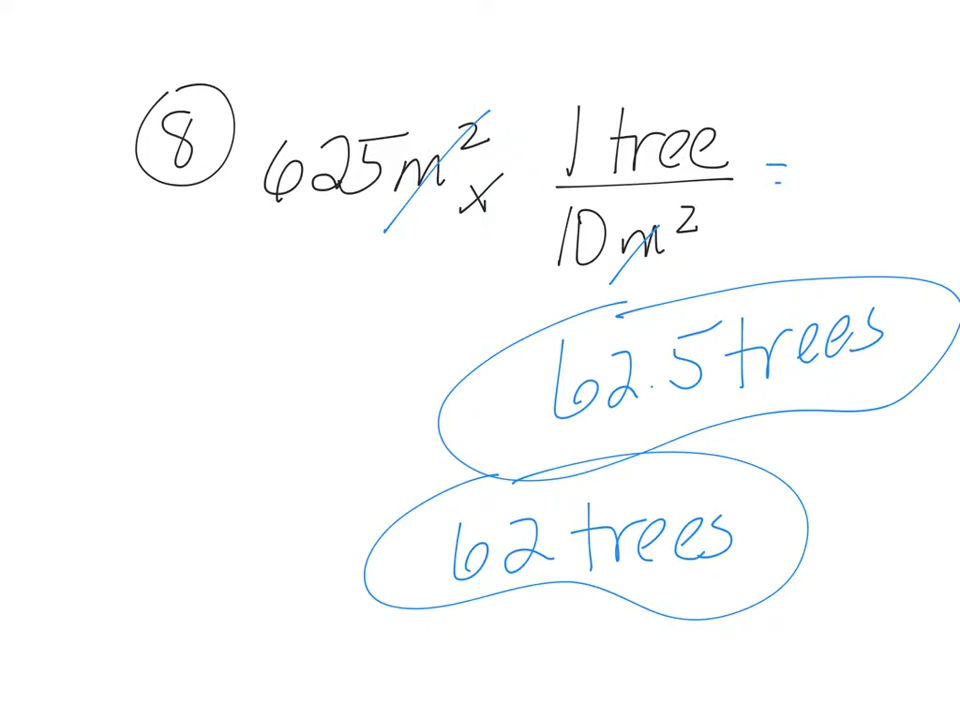 8 625m² x 1 tree =
10m²
62.5 trees
62 trees